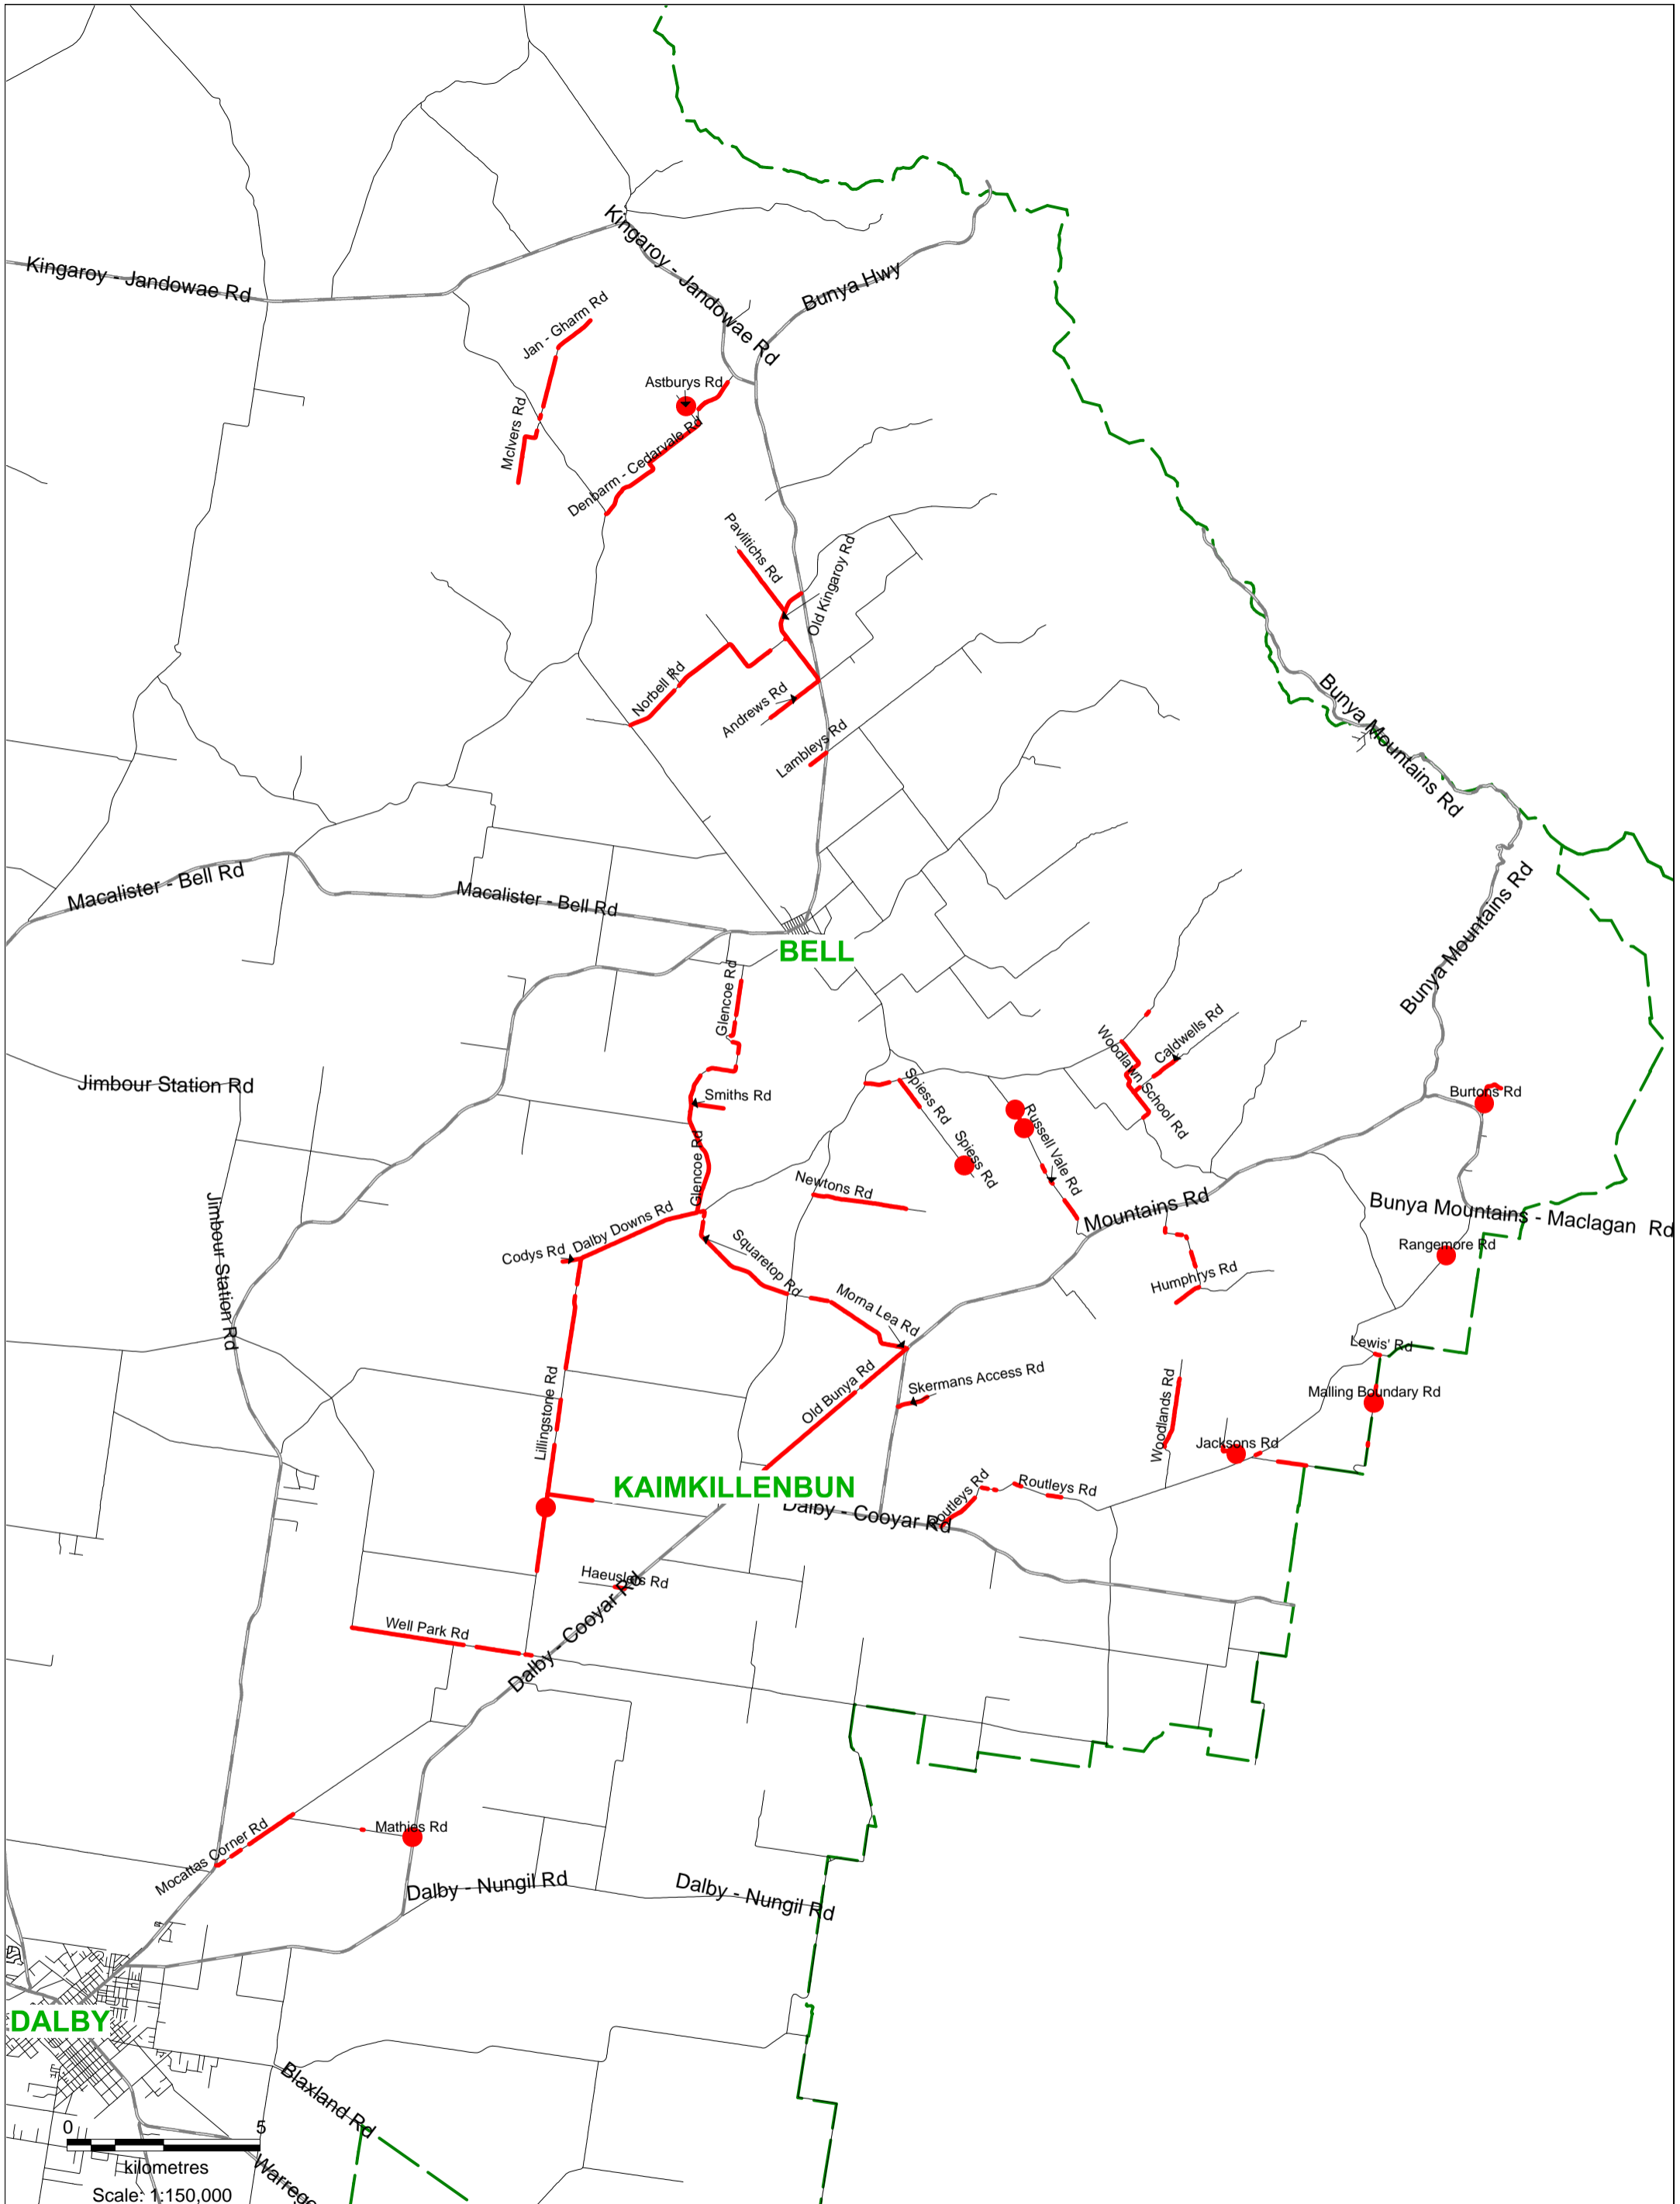 Kingaroy - Jandowae Rd
Kingaroy - Jandowae Rd
Bunya Hwy
Jan - Gharm Rd
Astburys Rd
McIvers Rd
Denbarm - Cedarvale Rd
Pavlitichs Rd
Old Kingaroy Rd
Norbell Rd
Andrews Rd
Lambleys Rd
Bunya Mountains Rd
Macalister - Bell Rd
Macalister - Bell Rd
BELL
Bunya Mountains Rd
Glencoe Rd
Woodlawn School Rd
Caldwells Rd
Jimbour Station Rd
Smiths Rd
Spiess Rd
Spiess Rd
Russell Vale Rd
Burtons Rd
Glencoe Rd
Newtons Rd
Mountains Rd
Bunya Mountains - Maclagan Rd
Jimbour Station Rd
Codys Rd
Dalby Downs Rd
Squaretop Rd
Rangemore Rd
Humphrys Rd
Morna Lea Rd
Lewis' Rd
Lillingstone Rd
Old Bunya Rd
Skermans Access Rd
Woodlands Rd
Malling Boundary Rd
Jacksons Rd
KAIMKILLENBUN
Routleys Rd
Routleys Rd
Dalby - Cooyar Rd
Haeuslers Rd
Well Park Rd
Dalby - Cooyar Rd
Mocattas Corner Rd
Mathies Rd
Dalby - Nungil Rd
Dalby - Nungil Rd
DALBY
Blaxland Rd
0 5
kilometres
Scale: 1:150,000